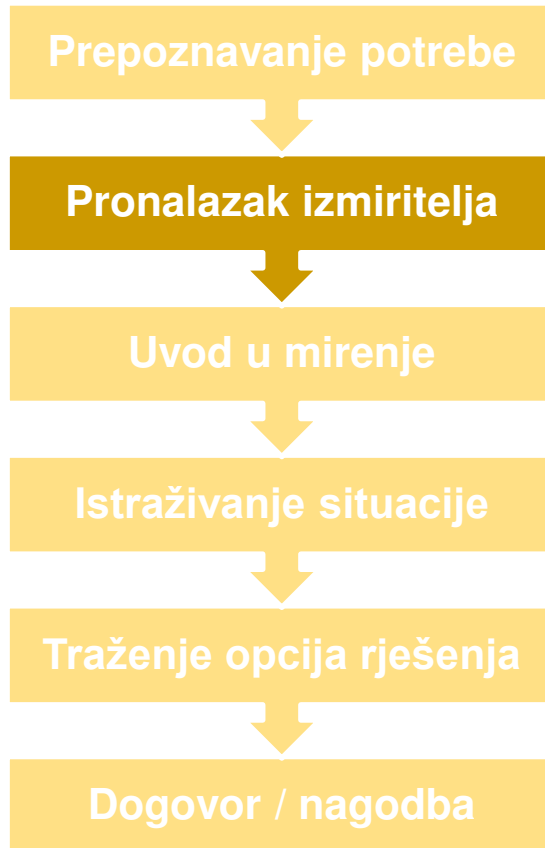 Prepoznavanje potrebe
Pronalazak izmiritelja
Uvod u mirenje
Istraživanje situacije
Traženje opcija rješenja
Dogovor / nagodba